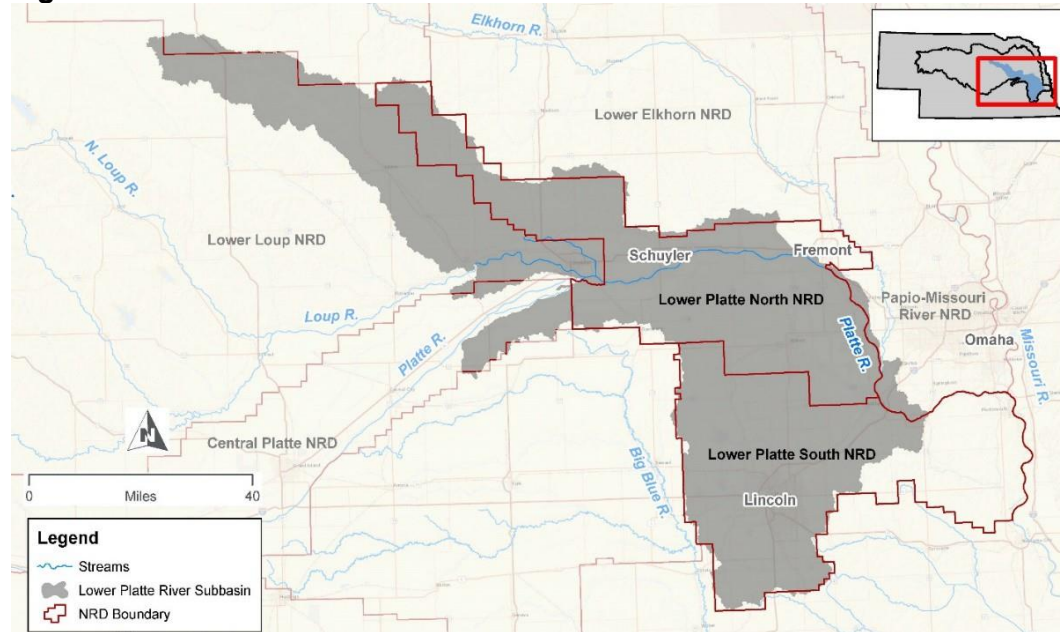 Elkhorn R.
Lower Elkhorn NRD
N. Loup R.
Lower Loup NRD
Schuyler
Fremont
Lower Platte North NRD
Papio-Missouri
River NRD
Loup R.
Platte R.
Platte R.
Omaha
Missouri R.
N
Central Platte NRD
Big Blue R.
Lower Platte South NRD
Lincoln
0
40
Miles
Legend
Streams
Lower Platte River Subbasin
NRD Boundary